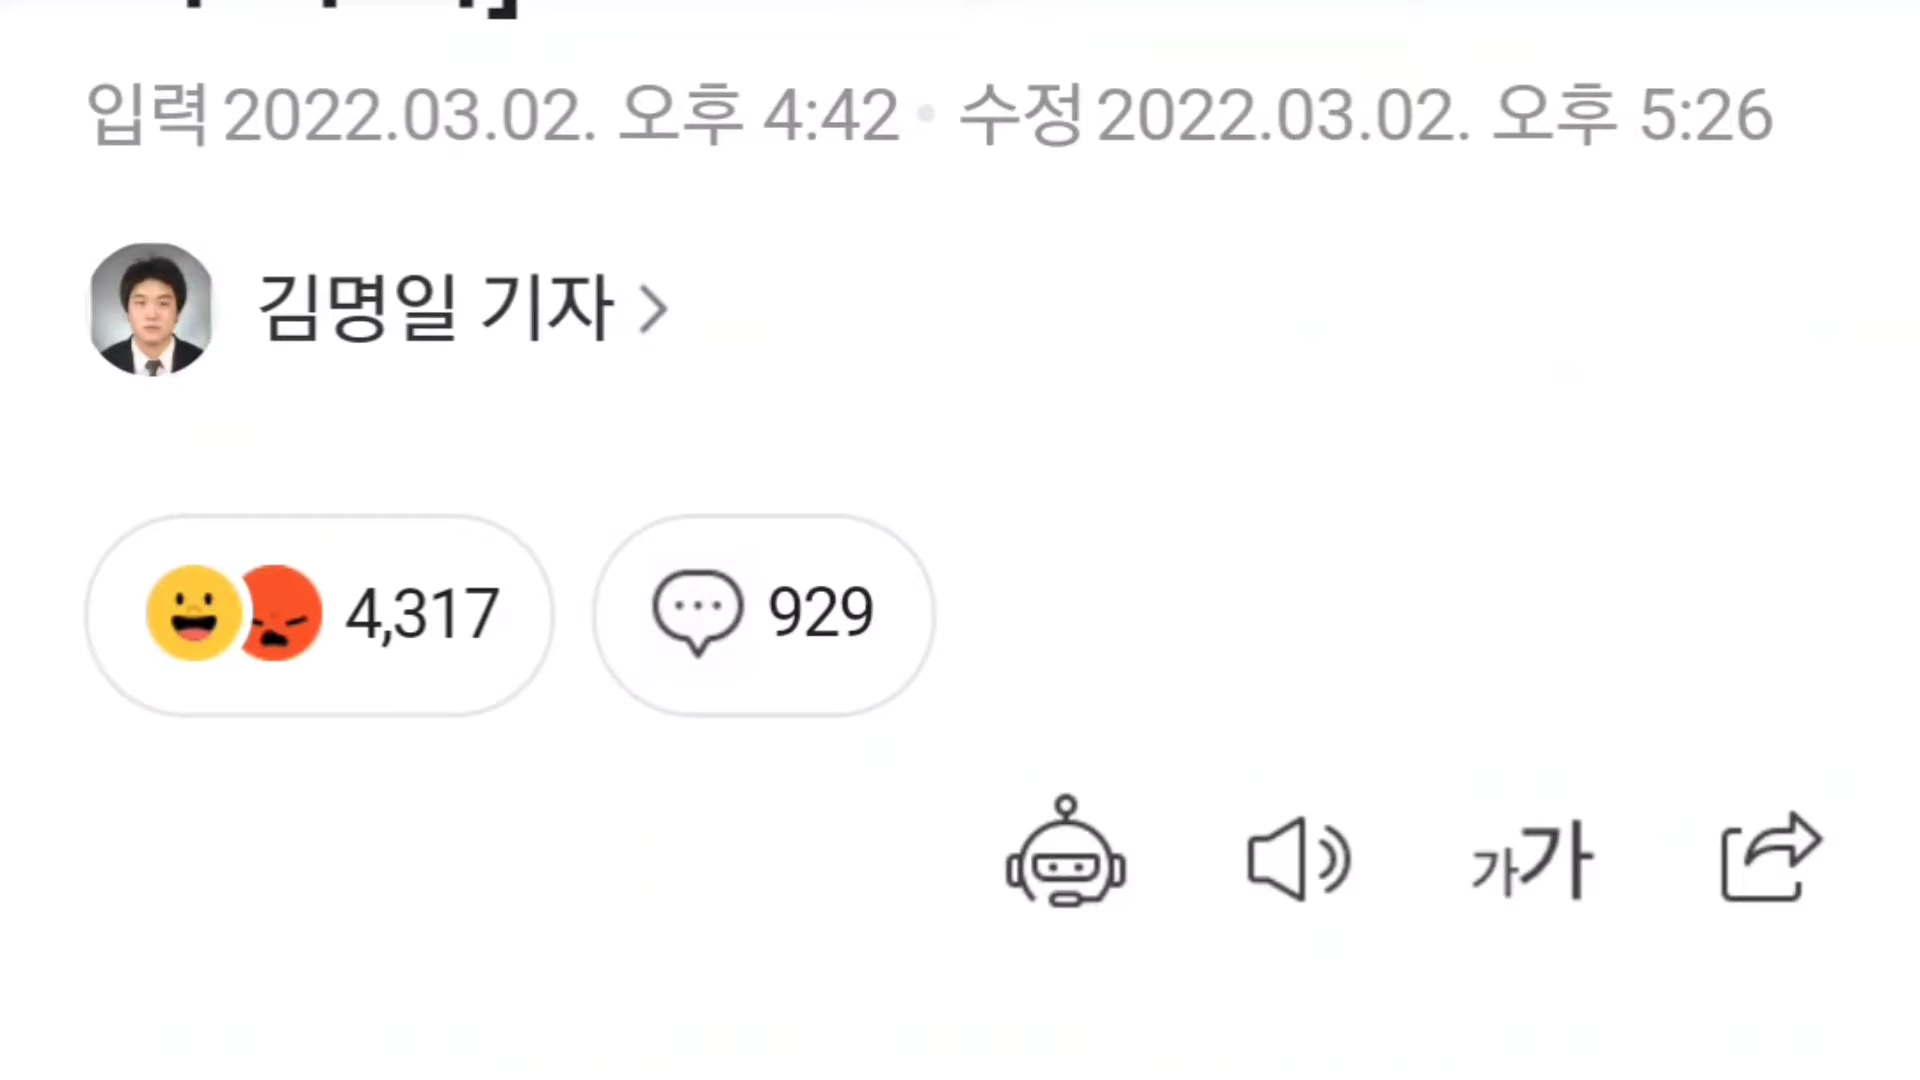 입력 2022.03.02. 오후 4:42 · 수정 2022.03.02. 오후 5:26
김명일 기자 >
4,317 929
가가